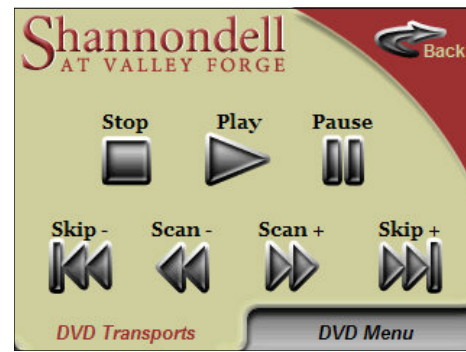 Shannondell
AT VALLEY FORGE
Back
Stop Play Pause
Skip - Scan - Scan + Skip +
DVD Transports DVD Menu